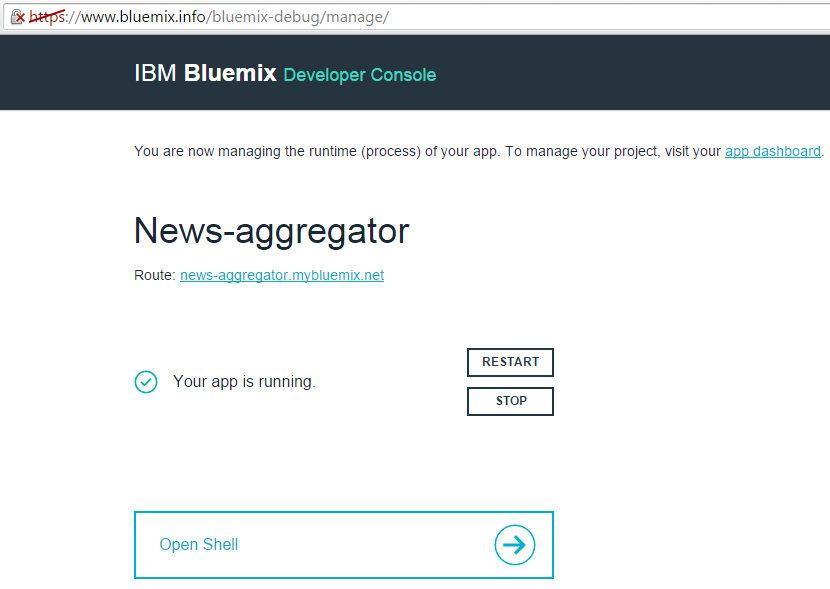 https://www.bluemix.info/bluemix-debug/manage/
IBM Bluemix Developer Console
You are now managing the runtime (process) of your app. To manage your project, visit your app dashboard.
News-aggregator
Route: news-aggregator.mybluemix.net
RESTART
Your app is running.
STOP
Open Shell